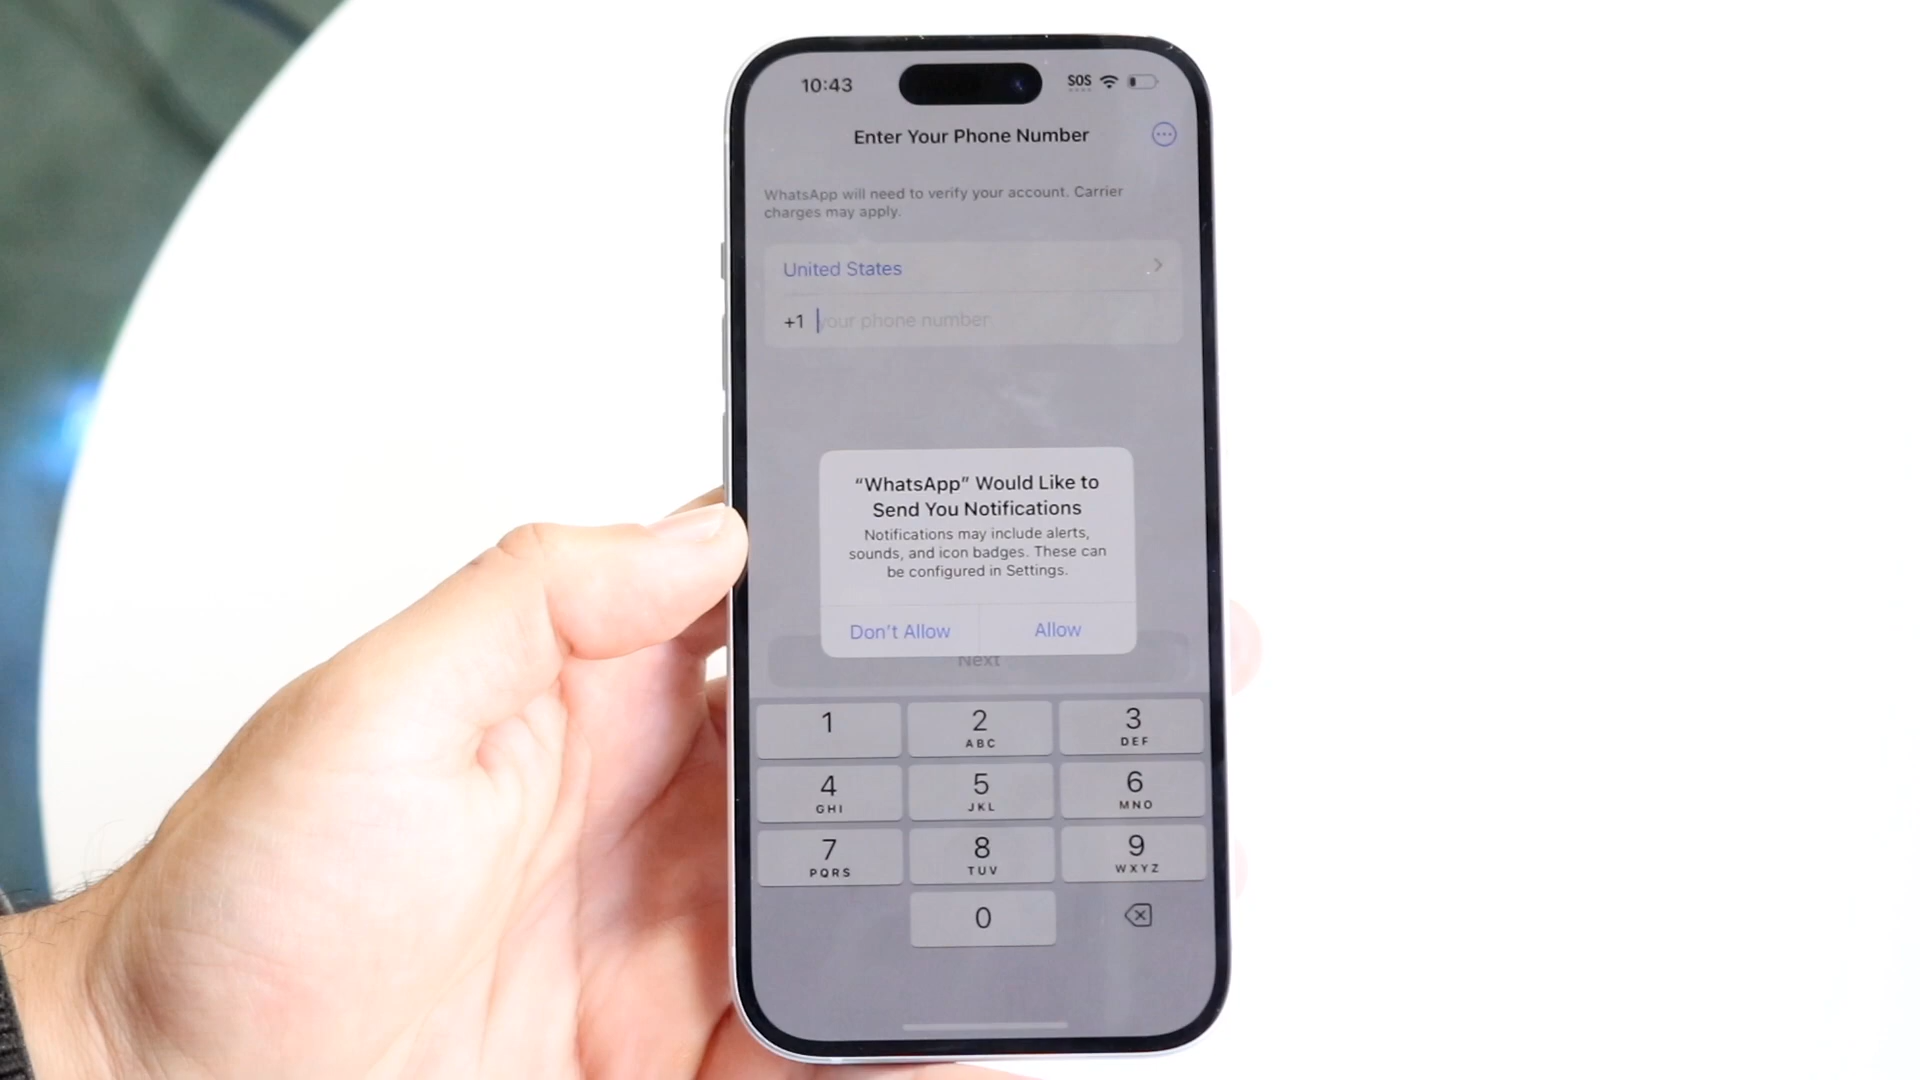 10:43
SOS
Enter Your Phone Number
WhatsApp will need to verify your account. Carrier
charges may apply.
United States
+1 your phone number
“WhatsApp” Would Like to
Send You Notifications
Notifications may include alerts,
sounds, and icon badges. These can
be configured in Settings.
Don’t Allow
Allow
Next
1
2
3
ABC
DEF
4
5
6
GHI
JKL
MNO
7
8
9
PQRS
TUV
WXYZ
0